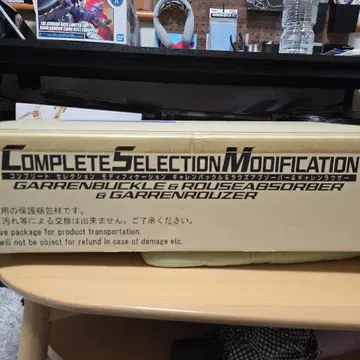 COMPLETE SELECTION MODIFICATION
コンプリート セレクション モディフィケーション ギャレンバックル&ラウズアブソーバー&ギャレンラウザー
GARRENBUCKLE & ROUSEABSORBER
& GARRENROUZER
用の保護梱包材です。
汚れ等による交換は出来ません。ご了承ください。
ve package for product transportation.
will not be object for refund in case of damage etc.